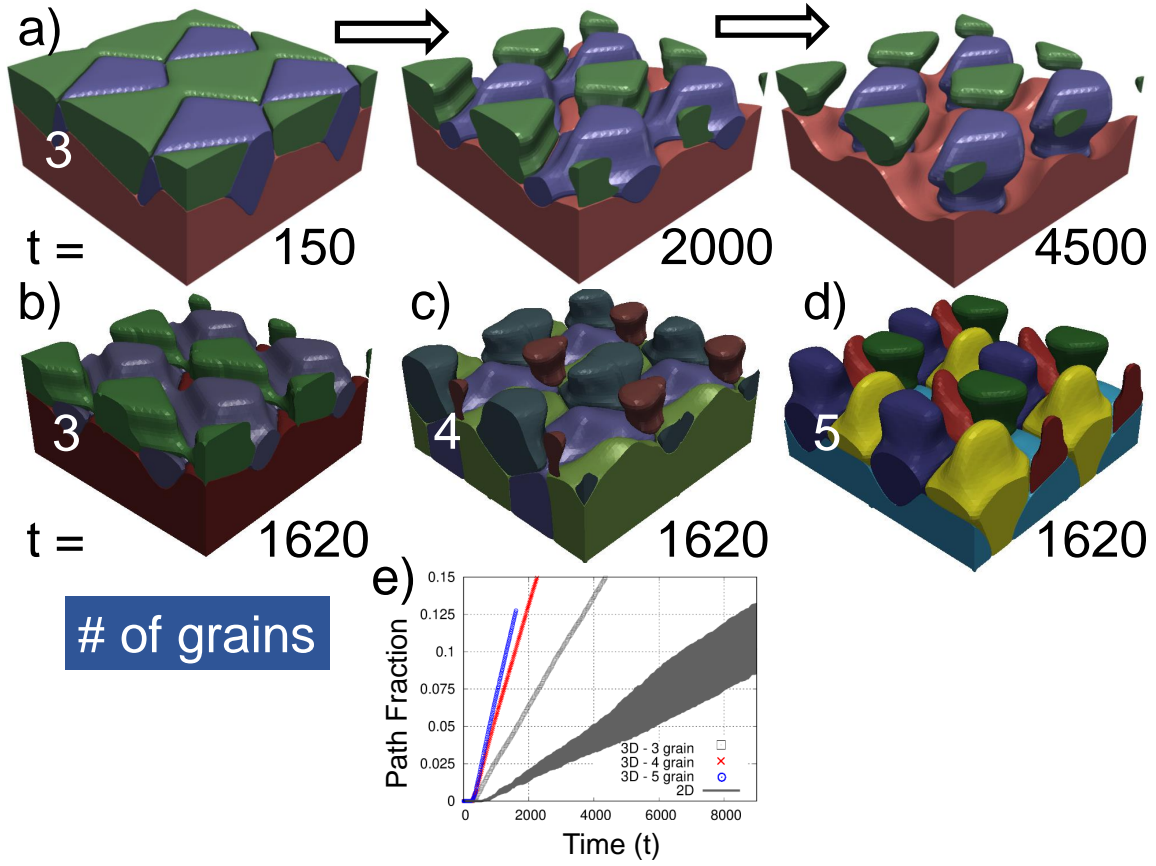 a)
3
t = 150 2000 4500
b) c) d)
3 4 5
t = 1620 1620 1620
e)
# of grains
Path Fraction
0.15
0.125
0.1
0.075
0.05
0.025
0
3D - 3 grain
3D - 4 grain
3D - 5 grain
2D
0 2000 4000 6000 8000
Time (t)